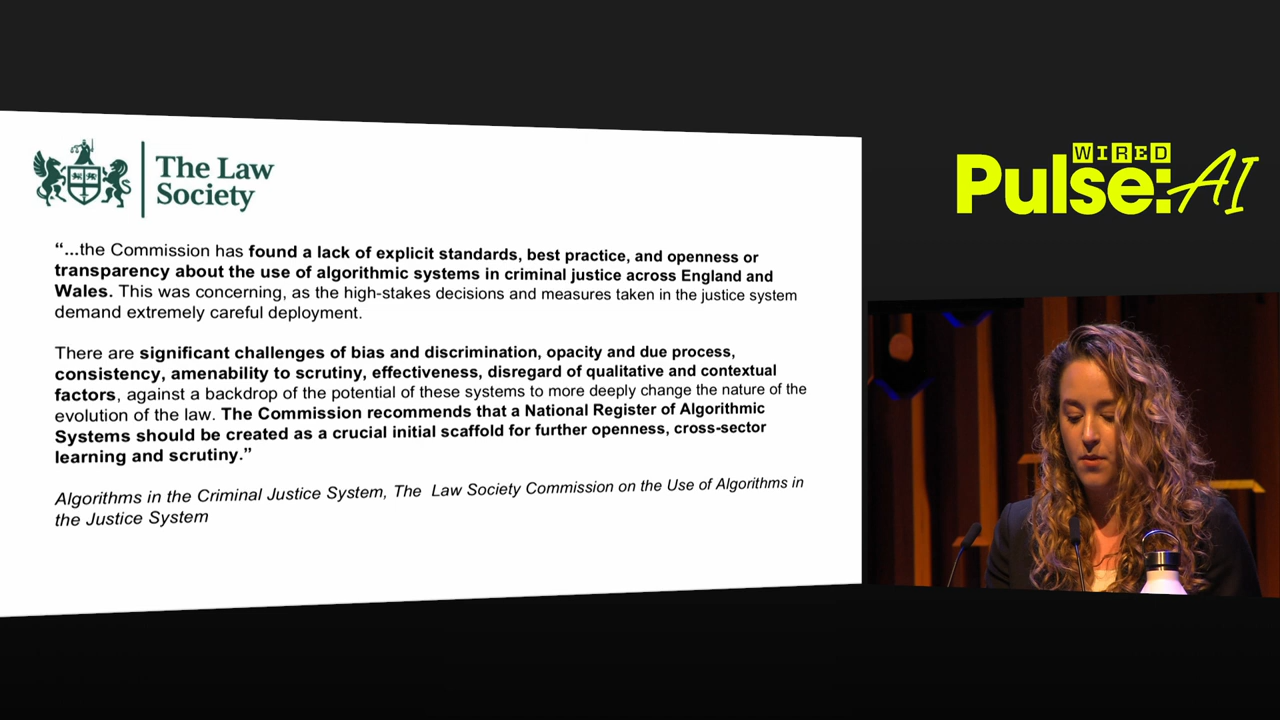 The Law
Society
“...the Commission has found a lack of explicit standards, best practice, and openness or
transparency about the use of algorithmic systems in criminal justice across England and
Wales. This was concerning, as the high-stakes decisions and measures taken in the justice system
demand extremely careful deployment.
There are significant challenges of bias and discrimination, opacity and due process,
consistency, amenability to scrutiny, effectiveness, disregard of qualitative and contextual
factors, against a backdrop of the potential of these systems to more deeply change the nature of the
evolution of the law. The Commission recommends that a National Register of Algorithmic
Systems should be created as a crucial initial scaffold for further openness, cross-sector
learning and scrutiny.”
Algorithms in the Criminal Justice System, The Law Society Commission on the Use of Algorithms in
the Justice System
WIRED
Pulse: AI